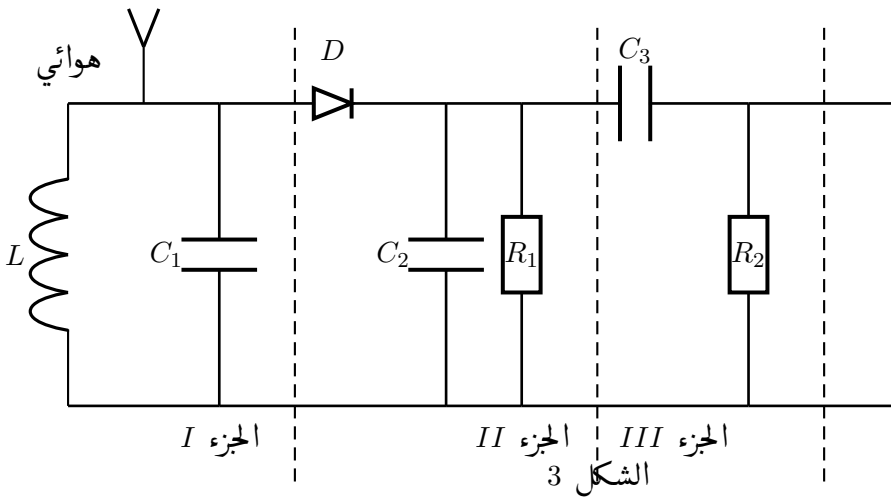 هوائي
D
C₃
L
C₁
C₂
R₁
R₂
الجزء I
الجزء II
الجزء III
الشكل 3